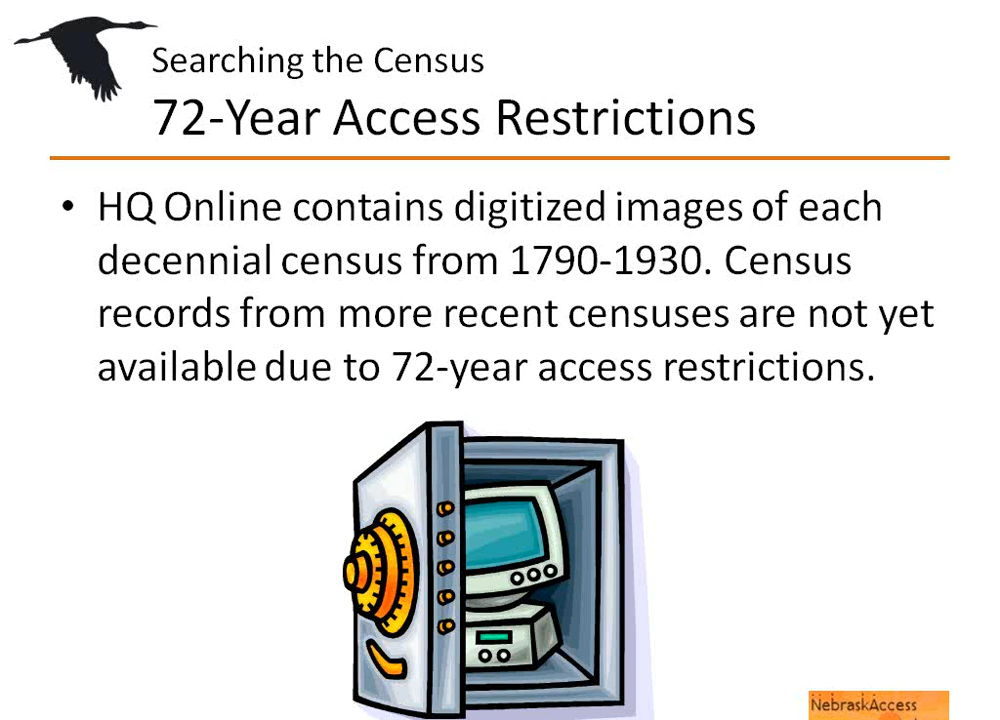 Searching the Census
72-Year Access Restrictions
• HQ Online contains digitized images of each
decennial census from 1790-1930. Census
records from more recent censuses are not yet
available due to 72-year access restrictions.
NebraskAccess